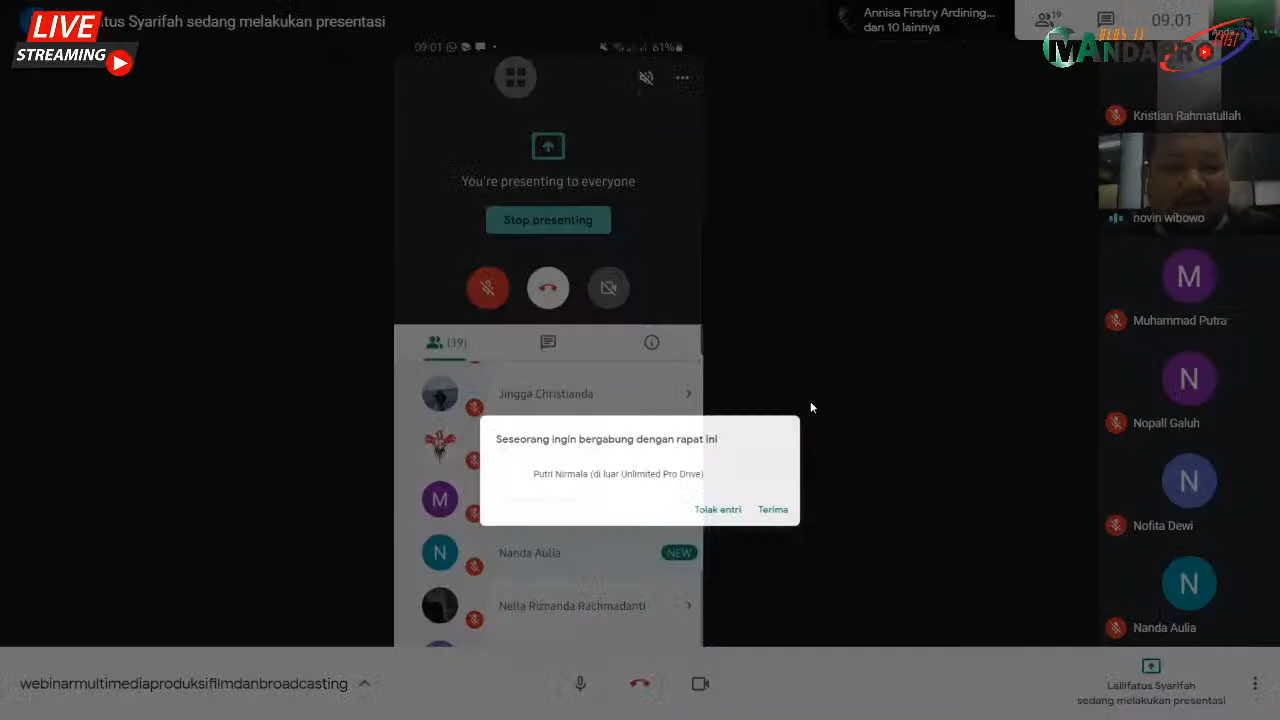 LIVE
STREAMING
fatus Syarifah sedang melakukan presentasi
Annisa Firstry Ardining...
dan 10 lainnya
19
09.01
Anda
MANDAPRO
09:01
61%
You're presenting to everyone
Stop presenting
(19)
Jingga Christianda
Seseorang ingin bergabung dengan rapat ini
Putri Nirmala (di luar Unlimited Pro Drive)
Tolak entri
Terima
M
N
Nanda Aulia
NEW
Nella Riznanda Rachmadanti
Kristian Rahmatullah
novin wibowo
M
Muhammad Putra
N
Nopall Galuh
N
Nofita Dewi
N
Nanda Aulia
webinarmultimediaproduksifilmdanbroadcasting
Lailifatus Syarifah
sedang melakukan presentasi